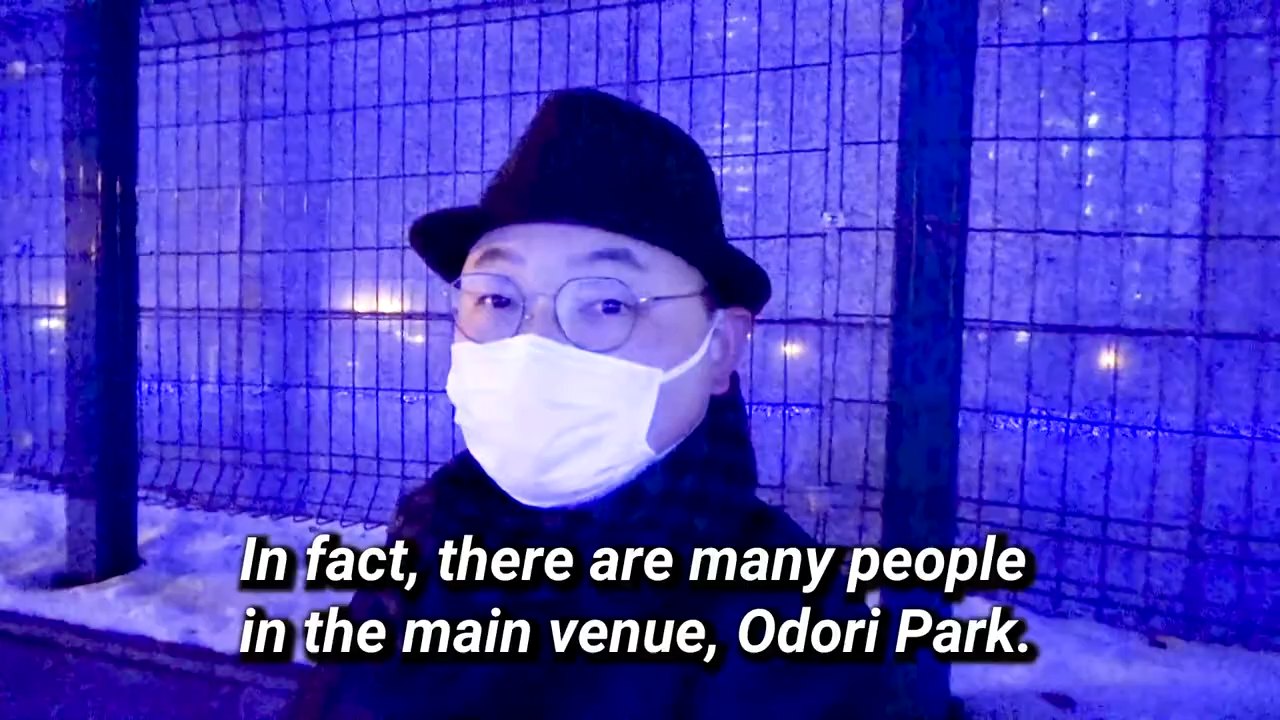 In fact, there are many people
in the main venue, Odori Park.